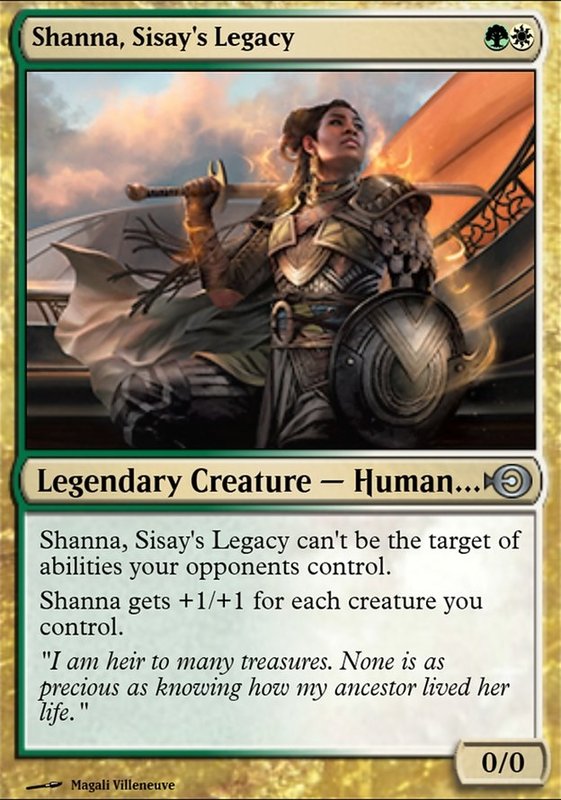 Shanna, Sisay's Legacy
Legendary Creature — Human...
Shanna, Sisay's Legacy can't be the target of
abilities your opponents control.
Shanna gets +1/+1 for each creature you
control.
"I am heir to many treasures. None is as
precious as knowing how my ancestor lived her
life."
0/0
Magali Villeneuve